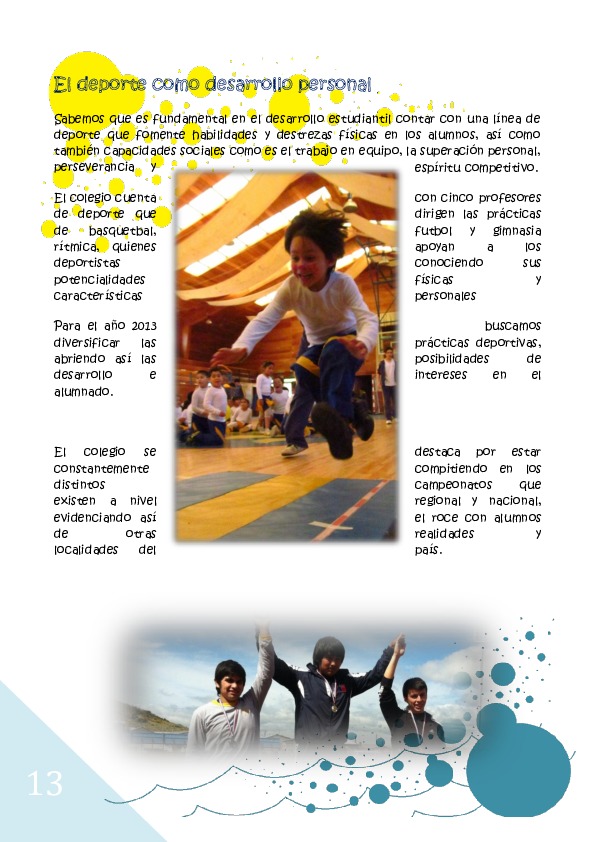 El deporte como desarrollo personal
Sabemos que es fundamental en el desarrollo estudiantil contar con una línea de
deporte que fomente habilidades y destrezas físicas en los alumnos, así como
también capacidades sociales como es el trabajo en equipo, la superación personal,
perseverancia y espíritu competitivo.
El colegio cuenta con cinco profesores
de deporte que dirigen las prácticas
de basquetbal, futbol y gimnasia
rítmica, quienes apoyan a los
deportistas conociendo sus
potencialidades físicas y
características personales
Para el año 2013 buscamos
diversificar las prácticas deportivas,
abriendo así las posibilidades de
desarrollo e intereses en el
alumnado.
El colegio se destaca por estar
constantemente compitiendo en los
distintos campeonatos que
existen a nivel regional y nacional,
evidenciando así el roce con alumnos
de otras realidades y
localidades del país.
13